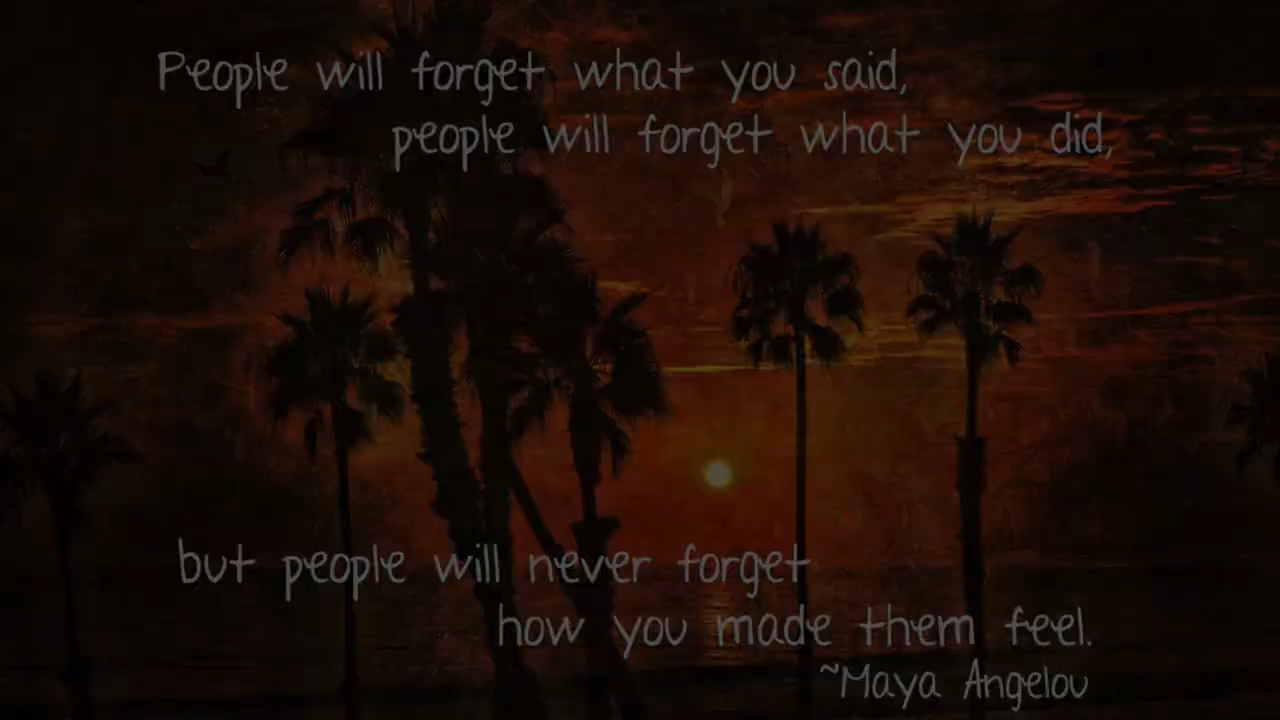 People will forget what you said,
people will forget what you did,
but people will never forget
how you made them feel.
~Maya Angelou